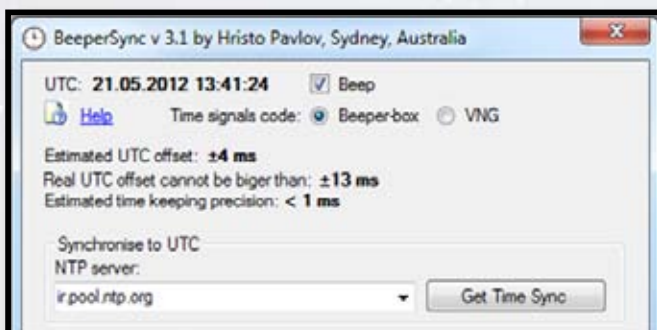 BeeperSync v 3.1 by Hristo Pavlov, Sydney, Australia
UTC: 21.05.2012 13:41:24 Beep
Help Time signals code: Beeper-box VNG
Estimated UTC offset: ±4 ms
Real UTC offset cannot be biger than: ±13 ms
Estimated time keeping precision: < 1 ms
Synchronise to UTC
NTP server:
ir.pool.ntp.org Get Time Sync